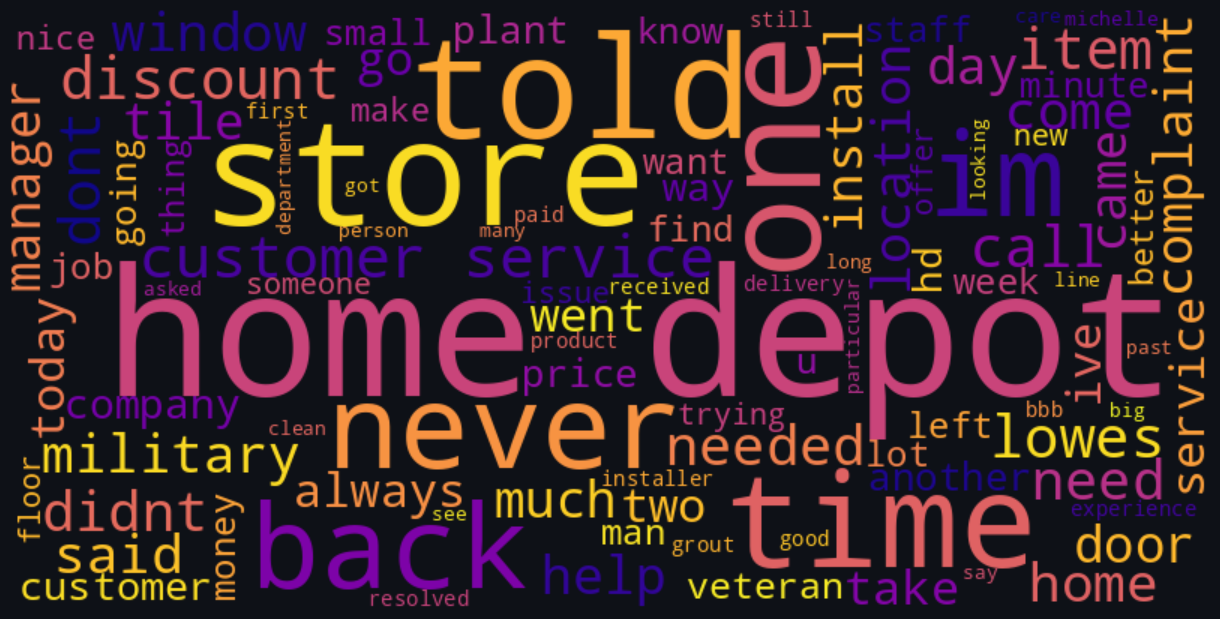 nice
window
small
plant
know
still
staff
care
michelle
discount
go
told
one
install
day
item
minute
complaint
manager
dont
tile
first
make
location
come
offer
im
looking
new
going
thing
department
store
got
want
way
came
better
person
many
paid
find
job
customer service
long
call
hd
asked
someone
issue
received
delivery
week
line
home depot
went
product
price
u
particular
ive
past
service
today
company
never
trying
needed
lot
left
bbb
big
lowes
military
clean
always
installer
another
need
floor
didnt
money
back
see
much
two
time
experience
said
man
grout
good
door
customer
resolved
help
veteran
take
say
home